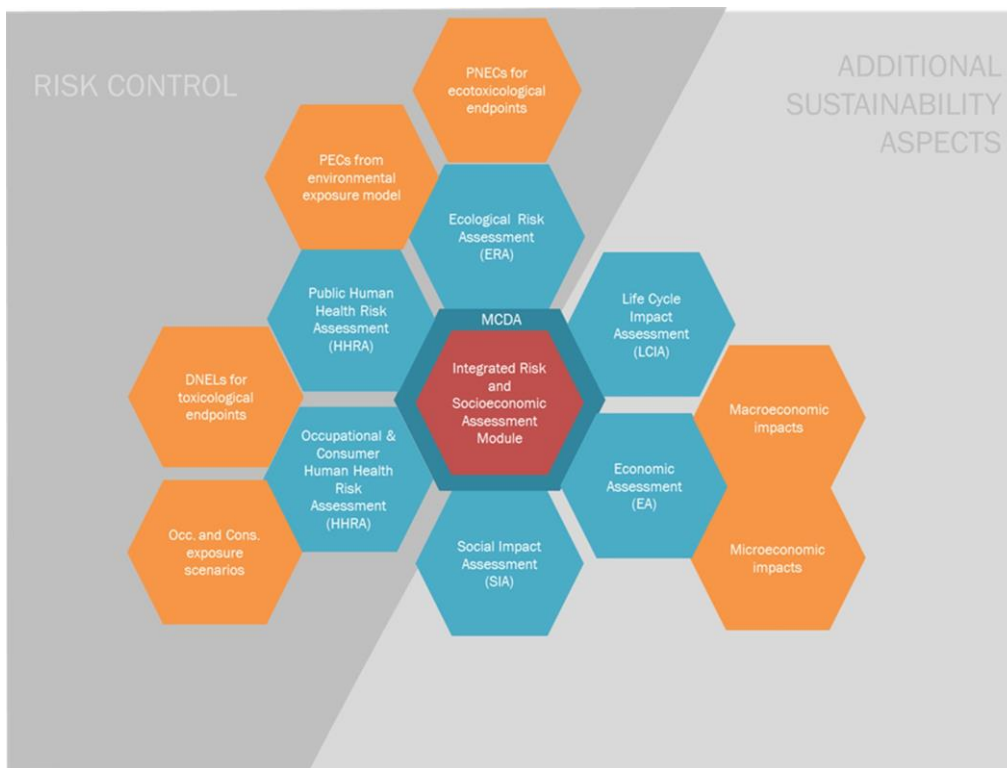 RISK CONTROL
ADDITIONAL
SUSTAINABILITY
ASPECTS
PNECs for
ecotoxicological
endpoints
PECs from
environmental
exposure model
Ecological Risk
Assessment
(ERA)
Public Human
Health Risk
Assessment
(HHRA)
Life Cycle
Impact
Assessment
(LCIA)
MCDA
Integrated Risk
and
Socioeconomic
Assessment
Module
DNELs for
toxicological
endpoints
Macroeconomic
impacts
Occupational &
Consumer
Human Health
Risk
Assessment
(HHRA)
Economic
Assessment
(EA)
Occ. and Cons.
exposure
scenarios
Social Impact
Assessment
(SIA)
Microeconomic
impacts